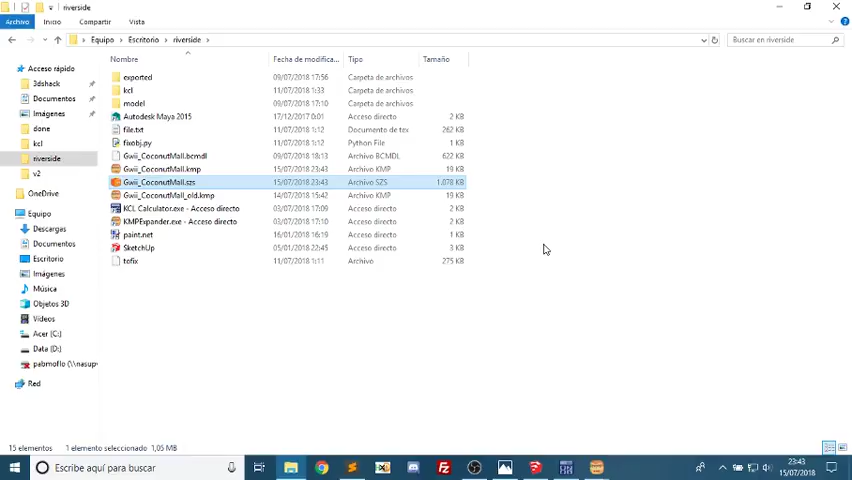 riverside
Archivo Inicio Compartir Vista
Equipo > Escritorio > riverside >
Buscar en riverside
Nombre Fecha de modifica... Tipo Tamaño
Acceso rápido
3dshack
Documentos
Imágenes
done
kcl
riverside
v2
OneDrive
Equipo
Descargas
Documentos
Escritorio
Imágenes
Música
Objetos 3D
Vídeos
Acer (C:)
Data (D:)
pabmoflo (\\nasupv
Red
exported 09/07/2018 17:56 Carpeta de archivos
kcl 11/07/2018 1:33 Carpeta de archivos
model 09/07/2018 17:10 Carpeta de archivos
Autodesk Maya 2015 17/12/2017 0:01 Acceso directo 2 KB
file.txt 11/07/2018 1:12 Documento de tex 262 KB
fixobj.py 11/07/2018 1:12 Python File 1 KB
Gwii_CoconutMall.bcmdl 09/07/2018 18:13 Archivo BCMDL 622 KB
Gwii_CoconutMall.kmp 15/07/2018 23:43 Archivo KMP 19 KB
Gwii_CoconutMall.szs 15/07/2018 23:43 Archivo SZS 1.078 KB
Gwii_CoconutMall_old.kmp 14/07/2018 15:42 Archivo KMP 19 KB
KCL Calculator.exe - Acceso directo 03/07/2018 17:09 Acceso directo 2 KB
KMPExpander.exe - Acceso directo 03/07/2018 17:10 Acceso directo 2 KB
paint.net 16/01/2018 16:19 Acceso directo 1 KB
SketchUp 05/01/2018 22:45 Acceso directo 3 KB
tofix 11/07/2018 1:11 Archivo 275 KB
15 elementos 1 elemento seleccionado 1,05 MB
Escribe aquí para buscar
23:43
15/07/2018